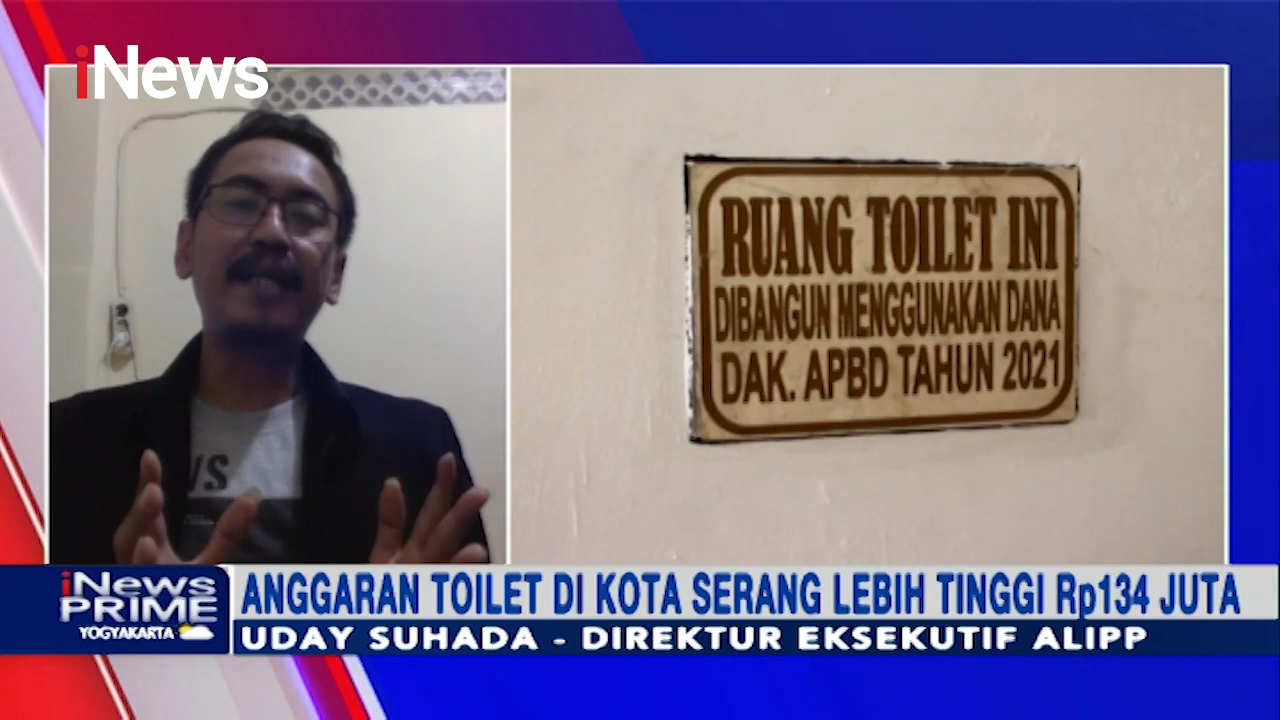 iNews
VS
RUANG TOILET INI
DIBANGUN MENGGUNAKAN DANA
DAK. APBD TAHUN 2021
iNews
PRIME
YOGYAKARTA
ANGGARAN TOILET DI KOTA SERANG LEBIH TINGGI Rp134 JUTA
UDAY SUHADA - DIREKTUR EKSEKUTIF ALIPP